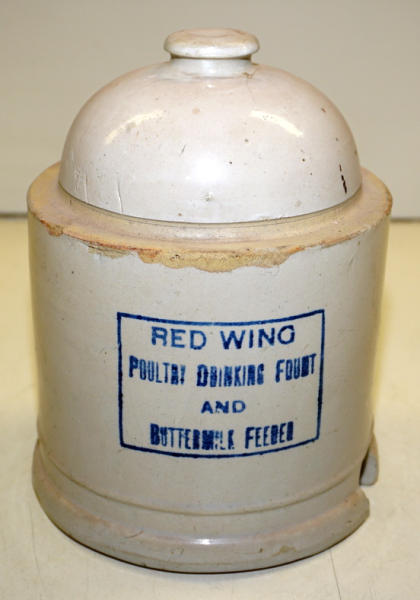 RED WING
POULTRY DRINKING FOUNT
AND
BUTTERMILK FEEDER